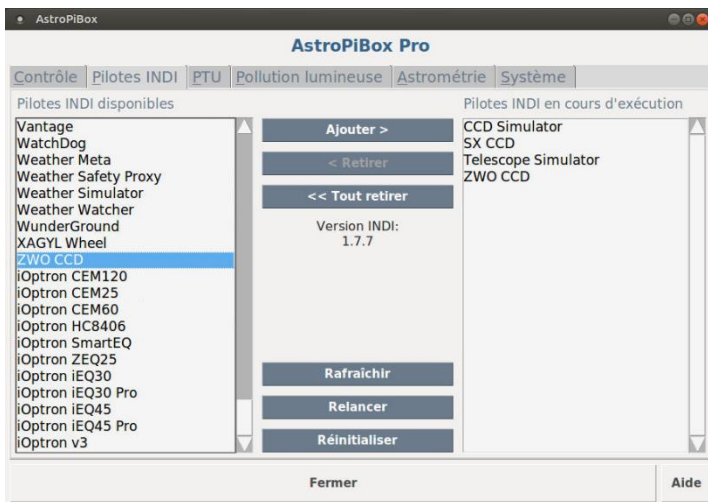 AstroPiBox
AstroPiBox Pro
Contrôle Pilotes INDI PTU Pollution lumineuse Astrométrie Système
Pilotes INDI disponibles
Vantage
WatchDog
Weather Meta
Weather Safety Proxy
Weather Simulator
Weather Watcher
WunderGround
XAGYL Wheel
ZWO CCD
iOptron CEM120
iOptron CEM25
iOptron CEM60
iOptron HC8406
iOptron SmartEQ
iOptron ZEQ25
iOptron iEQ30
iOptron iEQ30 Pro
iOptron iEQ45
iOptron iEQ45 Pro
iOptron v3
Ajouter >
< Retirer
<< Tout retirer
Version INDI:
1.7.7
Rafraîchir
Relancer
Réinitialiser
Pilotes INDI en cours d'exécution
CCD Simulator
SX CCD
Telescope Simulator
ZWO CCD
Fermer
Aide